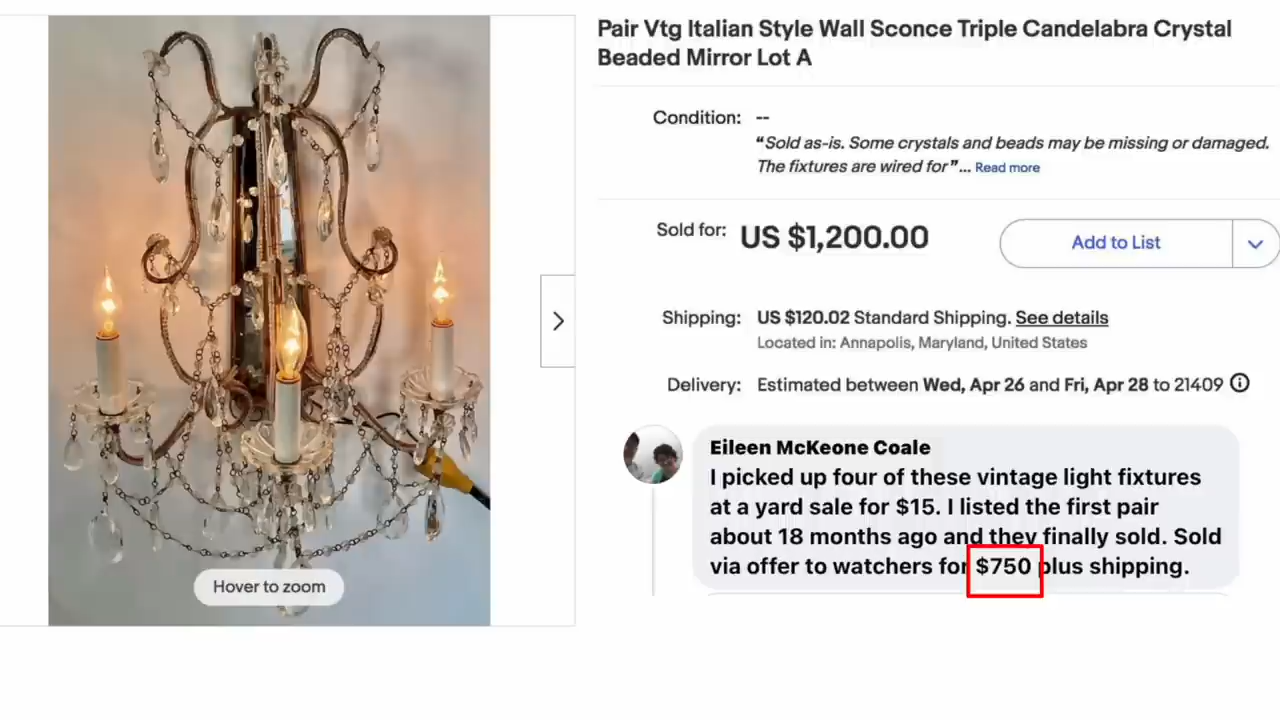 Pair Vtg Italian Style Wall Sconce Triple Candelabra Crystal
Beaded Mirror Lot A
Condition: --
“Sold as-is. Some crystals and beads may be missing or damaged.
The fixtures are wired for”... Read more
Sold for: US $1,200.00
Add to List
Shipping: US $120.02 Standard Shipping. See details
Located in: Annapolis, Maryland, United States
Delivery: Estimated between Wed, Apr 26 and Fri, Apr 28 to 21409
Eileen McKeone Coale
I picked up four of these vintage light fixtures
at a yard sale for $15. I listed the first pair
about 18 months ago and they finally sold. Sold
via offer to watchers for $750 plus shipping.
Hover to zoom